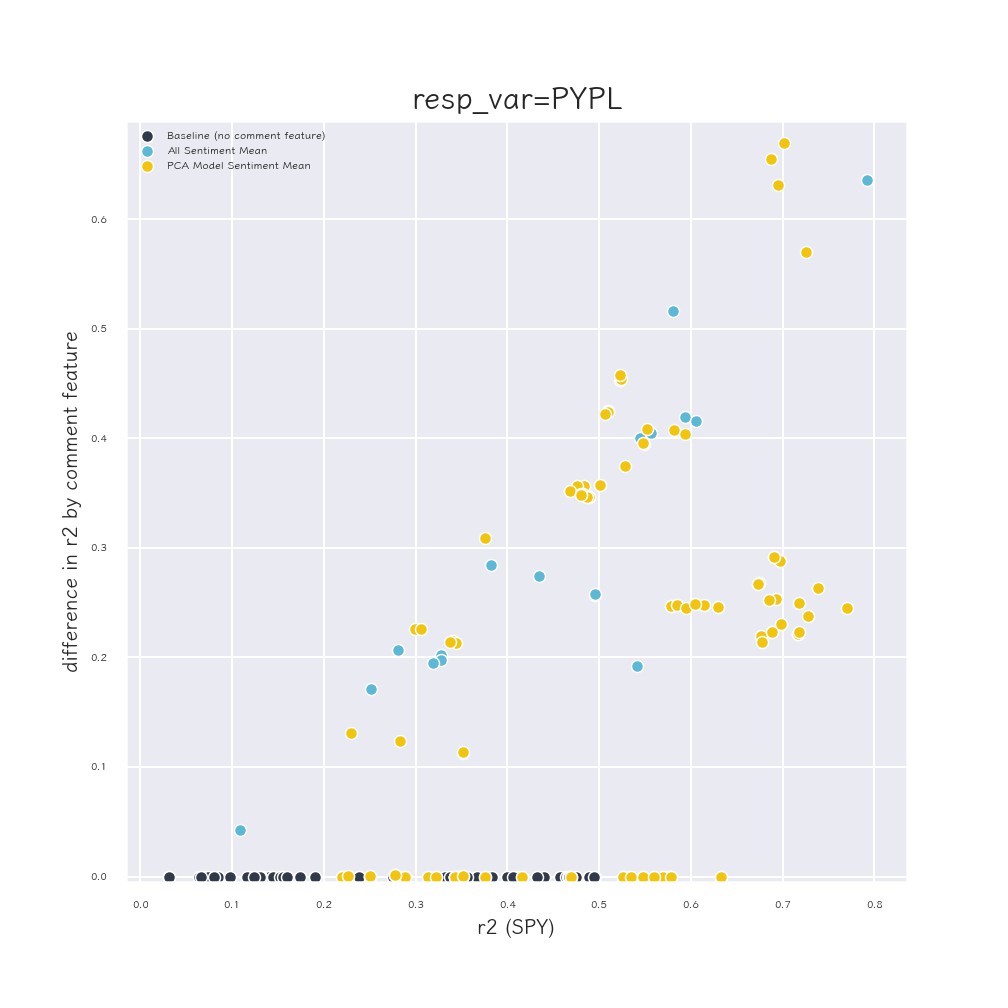 resp_var=PYPL
Baseline (no comment feature)
All Sentiment Mean
PCA Model Sentiment Mean
difference in r2 by comment feature
0.6
0.5
0.4
0.3
0.2
0.1
0.0
0.0 0.1 0.2 0.3 0.4 0.5 0.6 0.7 0.8
r2 (SPY)